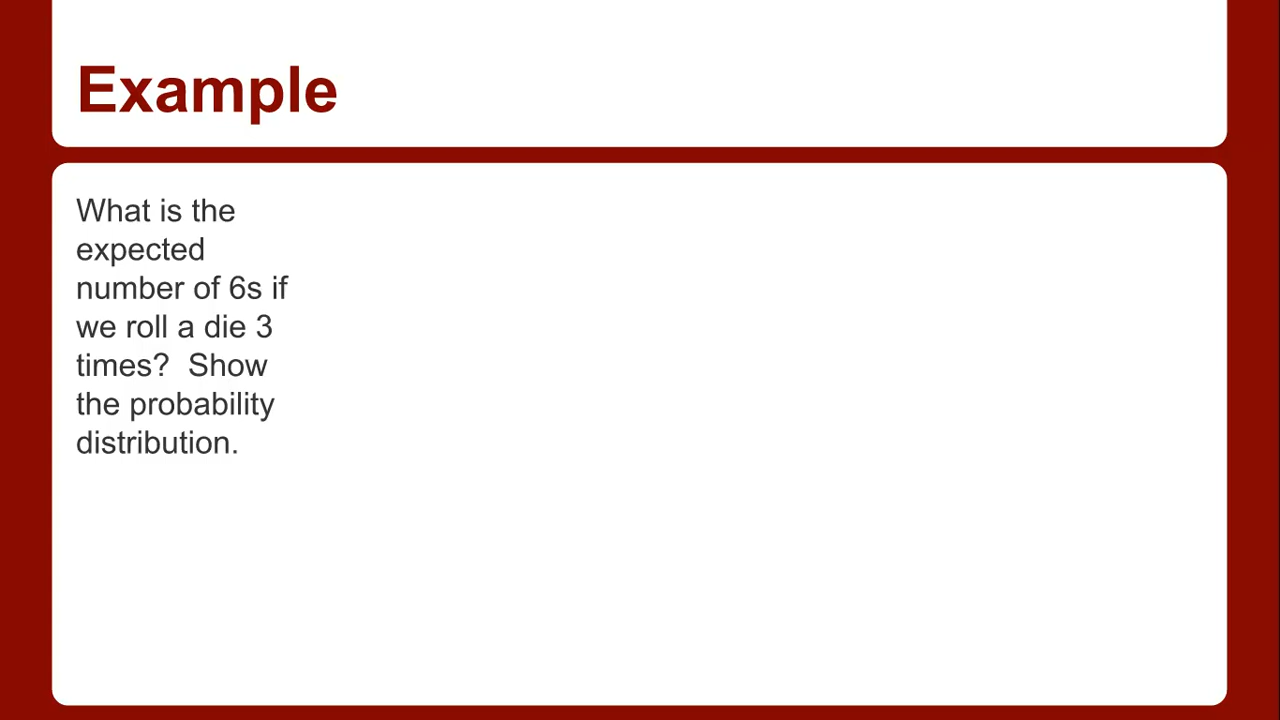 Example
What is the
expected
number of 6s if
we roll a die 3
times?  Show
the probability
distribution.